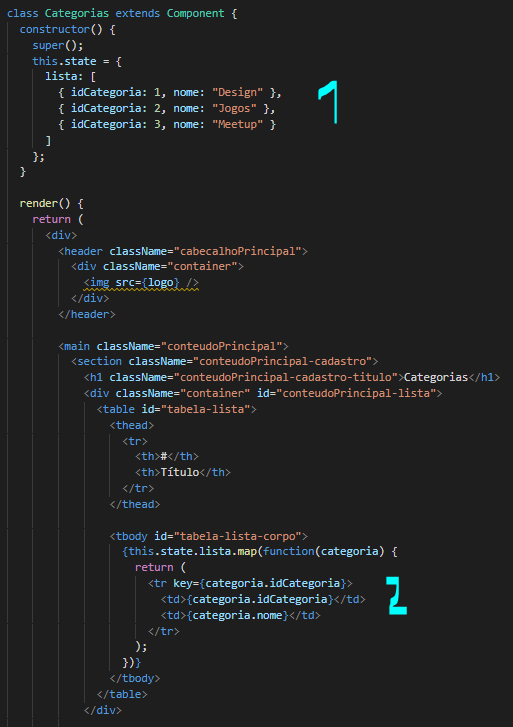 class Categorias extends Component {
constructor() {
super();
this.state = {
lista: [
{ idCategoria: 1, nome: "Design" },
{ idCategoria: 2, nome: "Jogos" },
{ idCategoria: 3, nome: "Meetup" }
]
};
}
1
render() {
return (
<div>
<header className="cabecalhoPrincipal">
<div className="container">
<img src={logo} />
</div>
</header>
<main className="conteudoPrincipal">
<section className="conteudoPrincipal-cadastro">
<h1 className="conteudoPrincipal-cadastro-titulo">Categorias</h1>
<div className="container" id="conteudoPrincipal-lista">
<table id="tabela-lista">
<thead>
<tr>
<th>#</th>
<th>Título</th>
</tr>
</thead>
<tbody id="tabela-lista-corpo">
{this.state.lista.map(function(categoria) {
return (
<tr key={categoria.idCategoria}>
<td>{categoria.idCategoria}</td>
<td>{categoria.nome}</td>
</tr>
);
})}
2
</tbody>
</table>
</div>